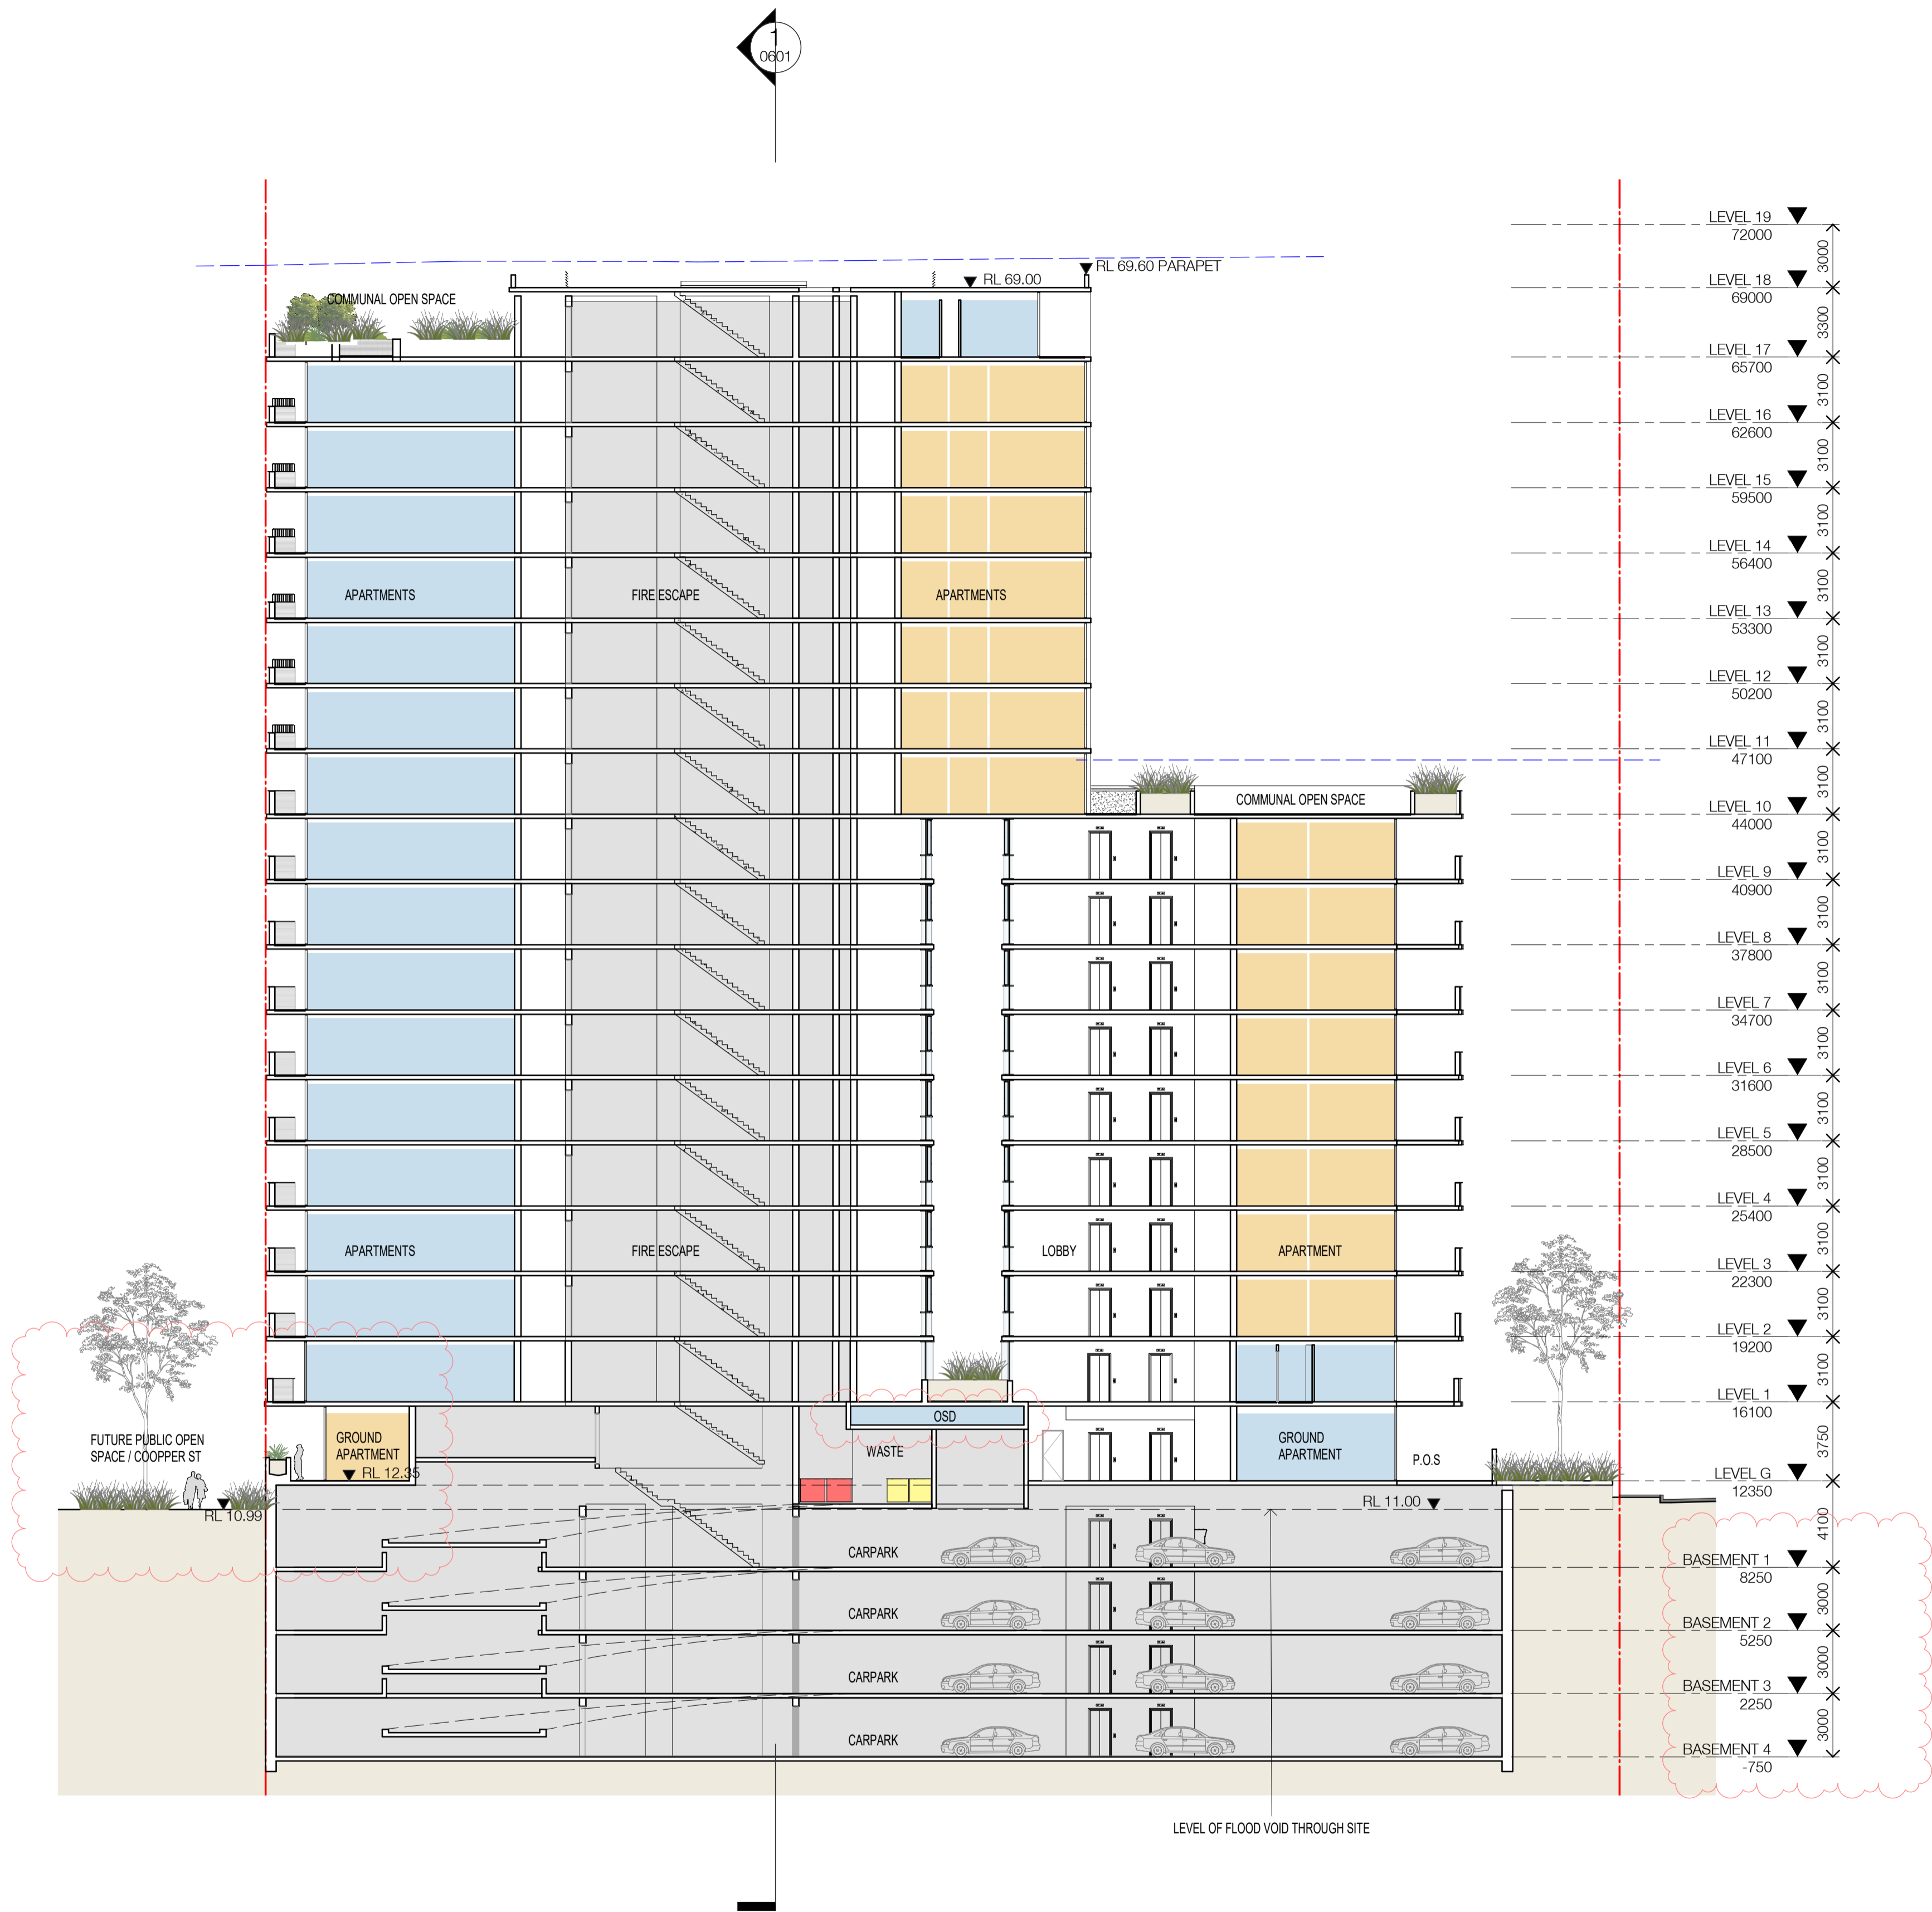 1
0601
LEVEL 19
72000
3000
RL 69.60 PARAPET
RL 69.00
LEVEL 18
69000
COMMUNAL OPEN SPACE
3300
LEVEL 17
65700
3100
LEVEL 16
62600
3100
LEVEL 15
59500
3100
LEVEL 14
56400
3100
APARTMENTS
FIRE ESCAPE
APARTMENTS
LEVEL 13
53300
3100
LEVEL 12
50200
3100
LEVEL 11
47100
3100
COMMUNAL OPEN SPACE
LEVEL 10
44000
3100
LEVEL 9
40900
3100
LEVEL 8
37800
3100
LEVEL 7
34700
3100
LEVEL 6
31600
3100
LEVEL 5
28500
3100
LEVEL 4
25400
3100
APARTMENTS
FIRE ESCAPE
LOBBY
APARTMENT
LEVEL 3
22300
3100
LEVEL 2
19200
3100
LEVEL 1
16100
3750
OSD
FUTURE PUBLIC OPEN
SPACE / COOPPER ST
GROUND
APARTMENT
WASTE
GROUND
APARTMENT
P.O.S
RL 12.35
LEVEL G
12350
RL 10.99
RL 11.00
4100
CARPARK
BASEMENT 1
8250
3000
CARPARK
BASEMENT 2
5250
3000
CARPARK
BASEMENT 3
2250
3000
CARPARK
BASEMENT 4
-750
LEVEL OF FLOOD VOID THROUGH SITE